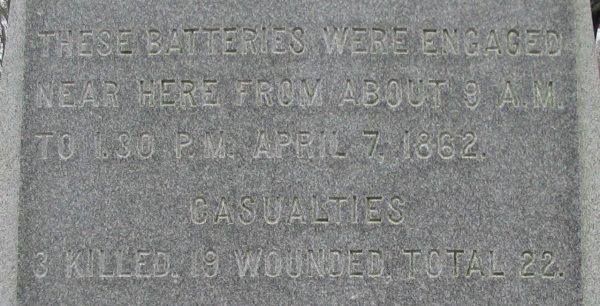 THESE BATTERIES WERE ENGAGED
NEAR HERE FROM ABOUT 9 A.M.
TO 1.30 P.M. APRIL 7, 1862.
CASUALTIES
3 KILLED, 19 WOUNDED, TOTAL 22.